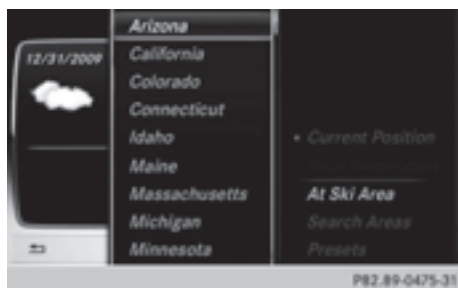 12/31/2009
Arizona
California
Colorado
Connecticut
Idaho
Maine
Massachusetts
Michigan
Minnesota
• Current Position
At Ski Area
Search Areas
Presets
P82.89-0475-31